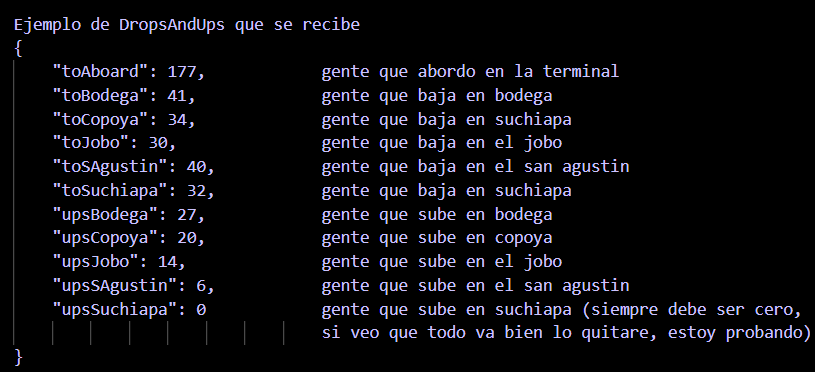 Ejemplo de DropsAndUps que se recibe
{
"toAboard": 177, gente que abordo en la terminal
"toBodega": 41, gente que baja en bodega
"toCopoya": 34, gente que baja en suchiapa
"toJobo": 30, gente que baja en el jobo
"toSAgustin": 40, gente que baja en el san agustin
"toSuchiapa": 32, gente que baja en suchiapa
"upsBodega": 27, gente que sube en bodega
"upsCopoya": 20, gente que sube en copoya
"upsJobo": 14, gente que sube en el jobo
"upsSAgustin": 6, gente que sube en el san agustin
"upsSuchiapa": 0 gente que sube en suchiapa (siempre debe ser cero,
si veo que todo va bien lo quitare, estoy probando)
}